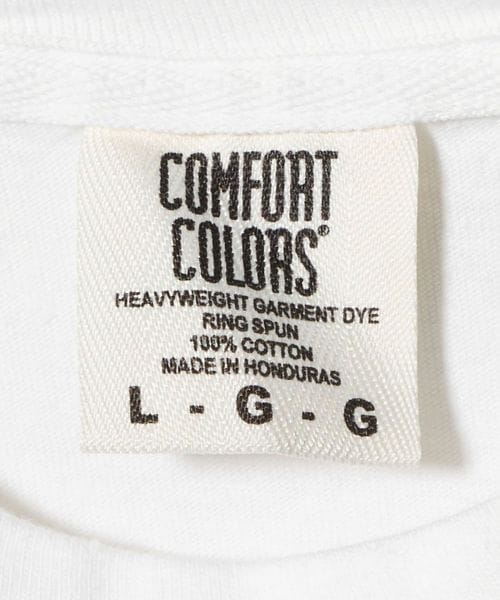 COMFORT
COLORS®
HEAVYWEIGHT GARMENT DYE
RING SPUN
100% COTTON
MADE IN HONDURAS
L - G - G